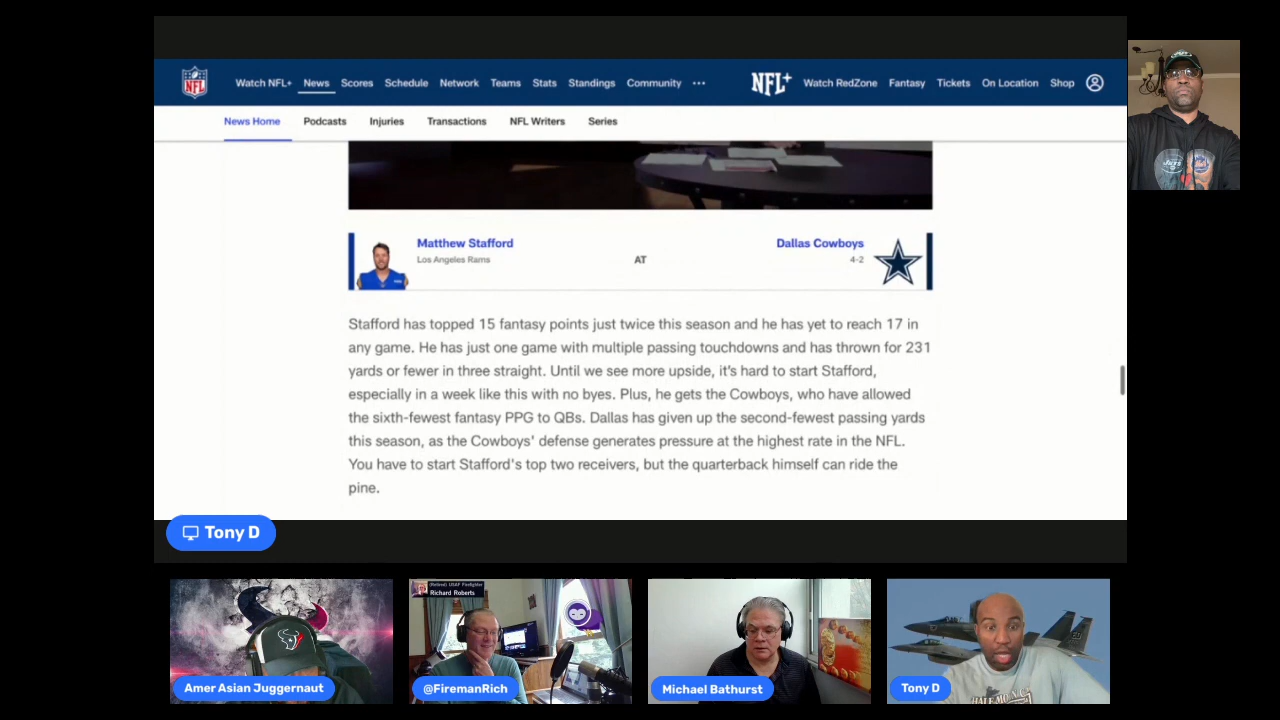 NFL
Watch NFL+ News Scores Schedule Network Teams Stats Standings Community ••• NFL+ Watch RedZone Fantasy Tickets On Location Shop
News Home Podcasts Injuries Transactions NFL Writers Series
JETS
Matthew Stafford
Los Angeles Rams
AT
Dallas Cowboys
4-2
Stafford has topped 15 fantasy points just twice this season and he has yet to reach 17 in
any game. He has just one game with multiple passing touchdowns and has thrown for 231
yards or fewer in three straight. Until we see more upside, it's hard to start Stafford,
especially in a week like this with no byes. Plus, he gets the Cowboys, who have allowed
the sixth-fewest fantasy PPG to QBs. Dallas has given up the second-fewest passing yards
this season, as the Cowboys' defense generates pressure at the highest rate in the NFL.
You have to start Stafford's top two receivers, but the quarterback himself can ride the
pine.
Tony D
(Retired) USAF Firefighter
Richard Roberts
Amer Asian Juggernaut
@FiremanRich
Michael Bathurst
Tony D